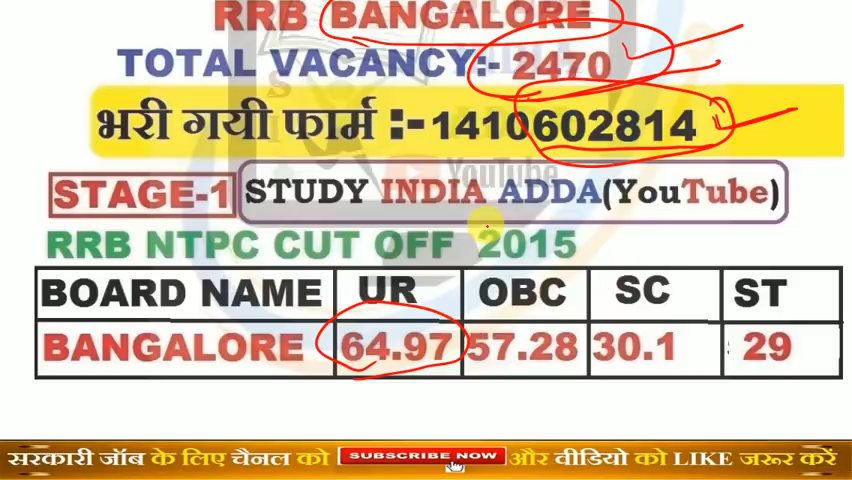 RRB BANGALORE
TOTAL VACANCY:- 2470
भरी गयी फार्म :-1410602814
YouTube
STAGE-1 STUDY INDIA ADDA(YouTube)
RRB NTPC CUT OFF 2015
BOARD NAME UR OBC SC ST
BANGALORE 64.97 57.28 30.1 29
सरकारी जॉब के लिए चैनल को SUBSCRIBE NOW और वीडियो को LIKE जरूर करें